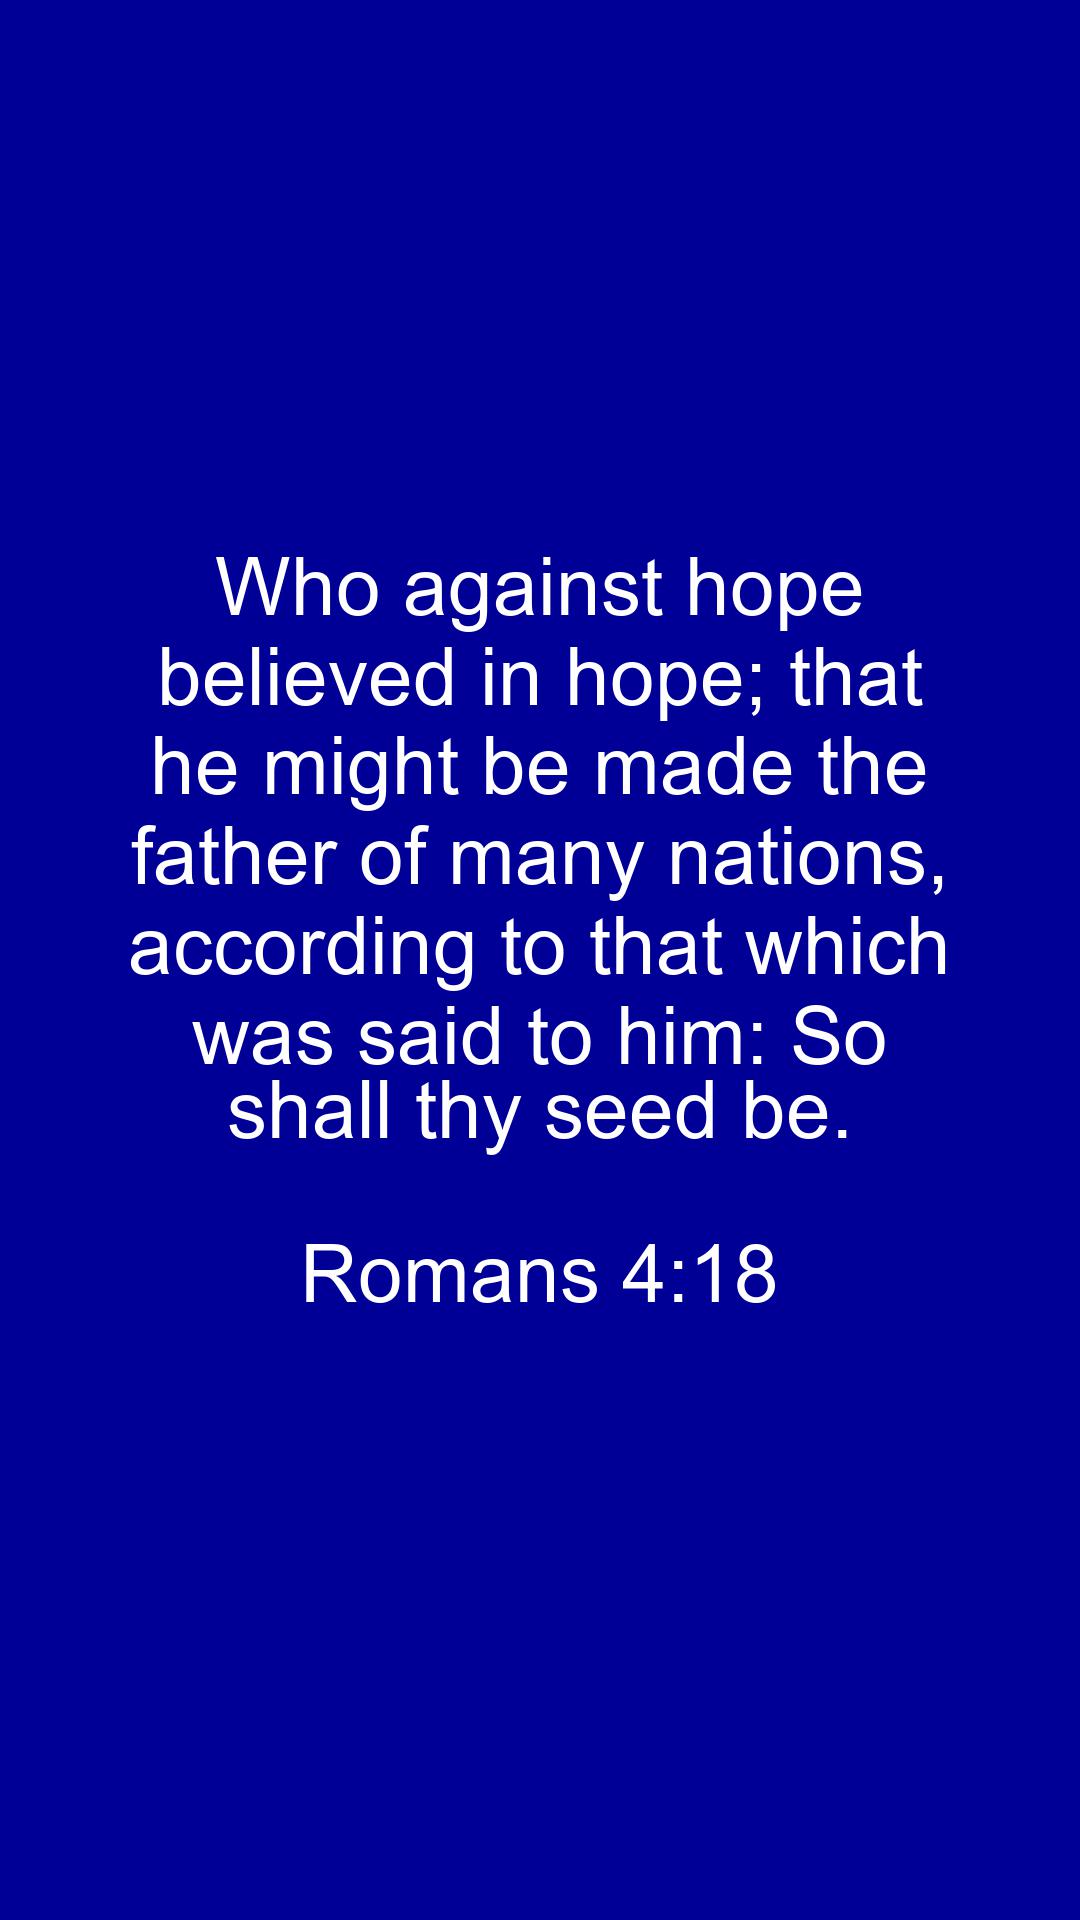 Who against hope
believed in hope; that
he might be made the
father of many nations,
according to that which
was said to him: So
shall thy seed be.
Romans 4:18